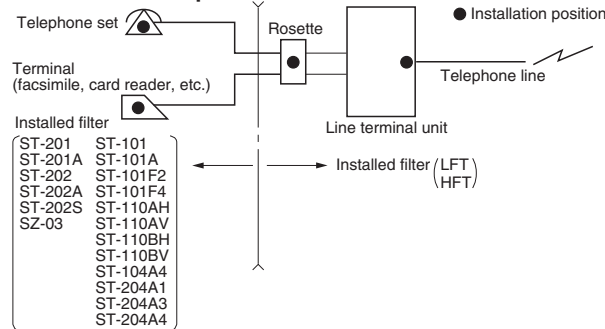 Telephone set
● Installation position
Rosette
Terminal
(facsimile, card reader, etc.)
Telephone line
Line terminal unit
Installed filter
ST-201 ST-101
ST-201A ST-101A
ST-202 ST-101F2
ST-202A ST-101F4
ST-202S ST-110AH
SZ-03 ST-110AV
ST-110BH
ST-110BV
ST-104A4
ST-204A1
ST-204A3
ST-204A4
Installed filter (LFT
HFT)